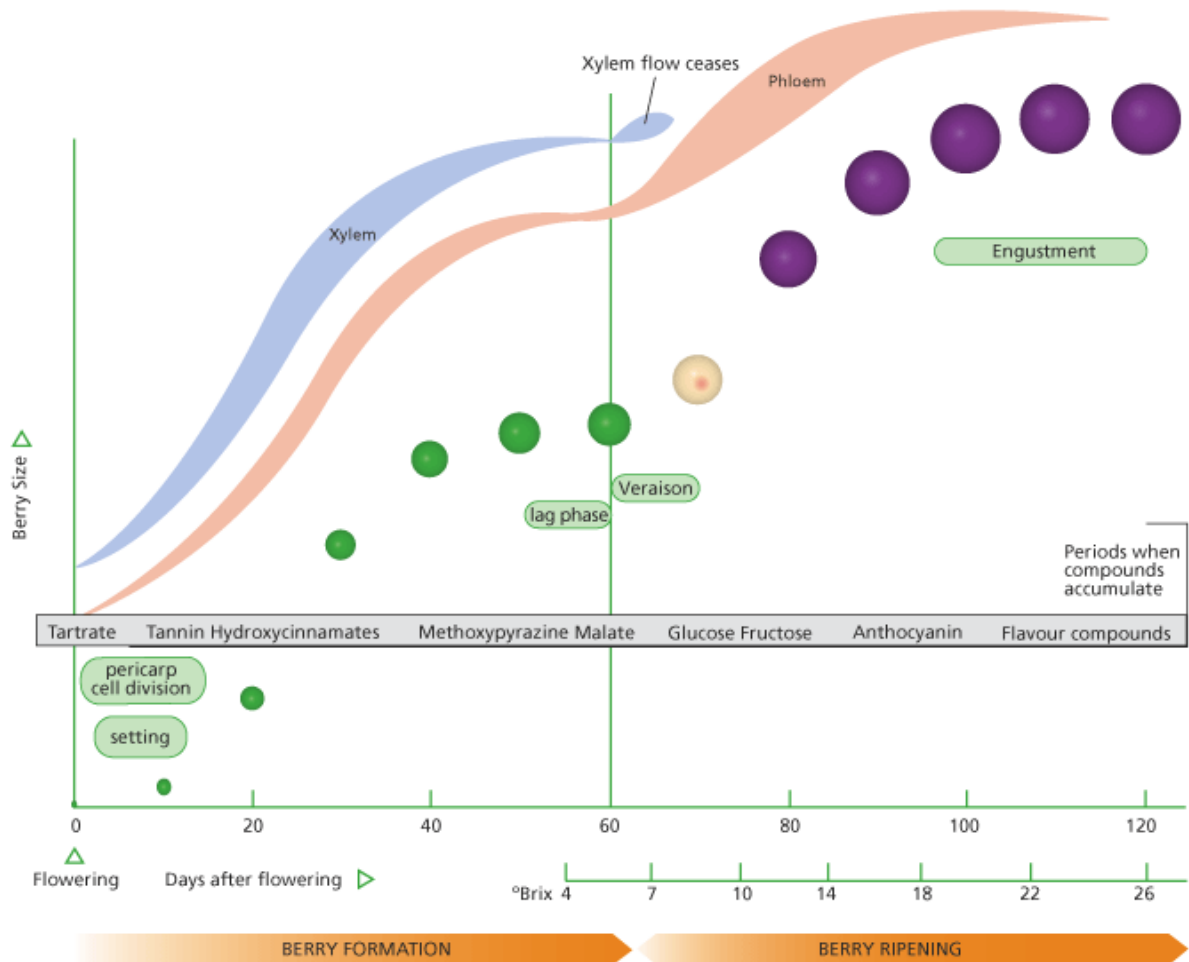 Xylem flow ceases
Phloem
Xylem
Engustment
Berry Size
Veraison
lag phase
Periods when
compounds
accumulate
Tartrate Tannin Hydroxycinnamates Methoxypyrazine Malate Glucose Fructose Anthocyanin Flavour compounds
pericarp
cell division
setting
0 20 40 60 80 100 120
Flowering Days after flowering
ºBrix 4 7 10 14 18 22 26
BERRY FORMATION BERRY RIPENING